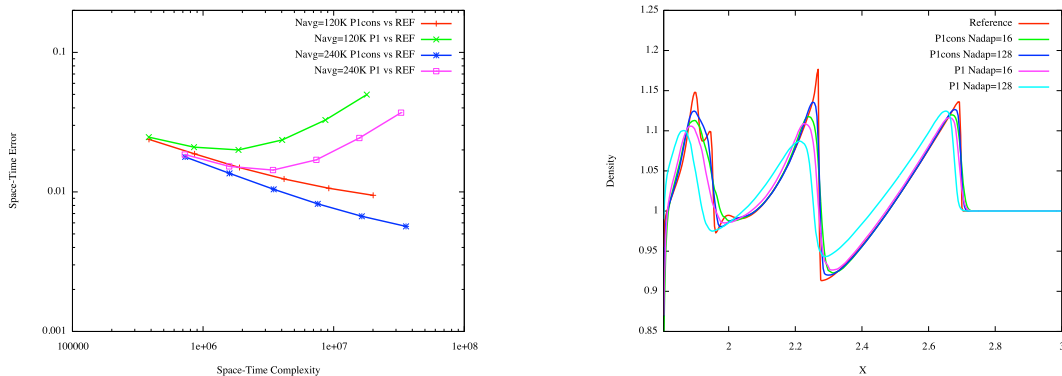 0.1
0.01
0.001
100000
1e+06
1e+07
1e+08
Space-Time Error
Space-Time Complexity
Navg=120K P1cons vs REF
Navg=120K P1 vs REF
Navg=240K P1cons vs REF
Navg=240K P1 vs REF
1.25
1.2
1.15
1.1
1.05
1
0.95
0.9
0.85
2
2.2
2.4
2.6
2.8
3
Density
X
Reference
P1cons Nadap=16
P1cons Nadap=128
P1 Nadap=16
P1 Nadap=128